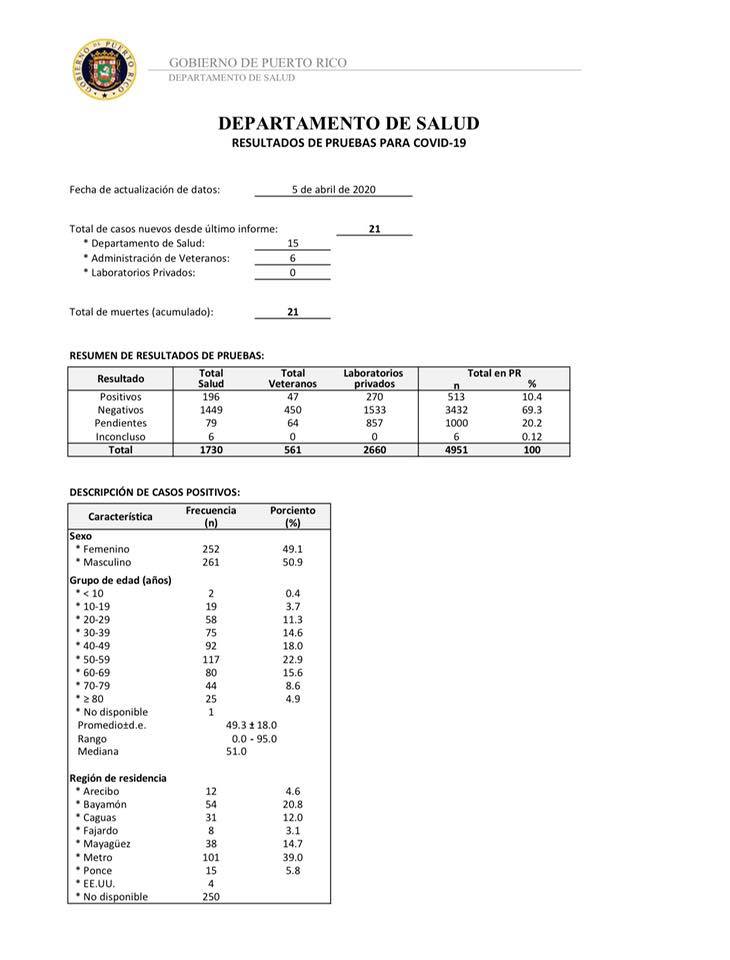 GOBIERNO DE PUERTO RICO
GOBIERNO DE PUERTO RICO
DEPARTAMENTO DE SALUD
DEPARTAMENTO DE SALUD
RESULTADOS DE PRUEBAS PARA COVID-19
Fecha de actualización de datos: 5 de abril de 2020
Total de casos nuevos desde último informe: 21
* Departamento de Salud: 15
* Administración de Veteranos: 6
* Laboratorios Privados: 0
Total de muertes (acumulado): 21
RESUMEN DE RESULTADOS DE PRUEBAS:
Resultado Total Salud Total Veteranos Laboratorios privados Total en PR
n %
Positivos 196 47 270 513 10.4
Negativos 1449 450 1533 3432 69.3
Pendientes 79 64 857 1000 20.2
Inconcluso 6 0 0 6 0.12
Total 1730 561 2660 4951 100
DESCRIPCIÓN DE CASOS POSITIVOS:
Característica Frecuencia (n) Porciento (%)
Sexo
* Femenino 252 49.1
* Masculino 261 50.9
Grupo de edad (años)
* < 10 2 0.4
* 10-19 19 3.7
* 20-29 58 11.3
* 30-39 75 14.6
* 40-49 92 18.0
* 50-59 117 22.9
* 60-69 80 15.6
* 70-79 44 8.6
* ≥ 80 25 4.9
* No disponible 1
Promedio±d.e. 49.3 ± 18.0
Rango 0.0 - 95.0
Mediana 51.0
Región de residencia
* Arecibo 12 4.6
* Bayamón 54 20.8
* Caguas 31 12.0
* Fajardo 8 3.1
* Mayagüez 38 14.7
* Metro 101 39.0
* Ponce 15 5.8
* EE.UU. 4
* No disponible 250